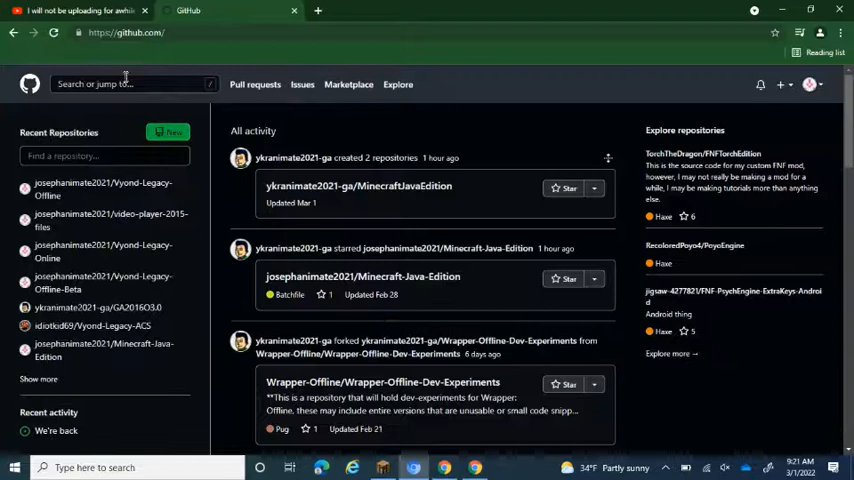 I will not be uploading for awhile
GitHub
https://github.com/
Reading list
Search or jump to...
/
Pull requests
Issues
Marketplace
Explore
Recent Repositories
New
Find a repository...
josephanimate2021/Vyond-Legacy-
Offline
josephanimate2021/video-player-2015-
files
josephanimate2021/Vyond-Legacy-
Online
josephanimate2021/Vyond-Legacy-
Offline-Beta
ykranimate2021-ga/GA2016O3.0
idiotkid69/Vyond-Legacy-ACS
josephanimate2021/Minecraft-Java-
Edition
Show more
Recent activity
We're back
All activity
ykranimate2021-ga created 2 repositories 1 hour ago
ykranimate2021-ga/MinecraftJavaEdition
Star
Updated Mar 1
ykranimate2021-ga starred josephanimate2021/Minecraft-Java-Edition 1 hour ago
josephanimate2021/Minecraft-Java-Edition
Star
Batchfile 1 Updated Feb 28
ykranimate2021-ga forked ykranimate2021-ga/Wrapper-Offline-Dev-Experiments from
Wrapper-Offline/Wrapper-Offline-Dev-Experiments 6 days ago
Wrapper-Offline/Wrapper-Offline-Dev-Experiments
Star
**This is a repository that will hold dev-experiments for Wrapper:
Offline, these may include entire versions that are unusable or small code snipp...
Pug 1 Updated Feb 21
Explore repositories
TorchTheDragon/FNFTorchEdition
This is the source code for my custom FNF mod,
however, I may not really be making a mod for a
while, I may be making tutorials more than anything
else.
Haxe 6
RecoloredPoyo4/PoyoEngine
Haxe
jigsaw-4277821/FNF-PsychEngine-ExtraKeys-Androi
d
Android thing
Haxe 5
Explore more →
Type here to search
34°F Partly sunny
9:21 AM
3/1/2022